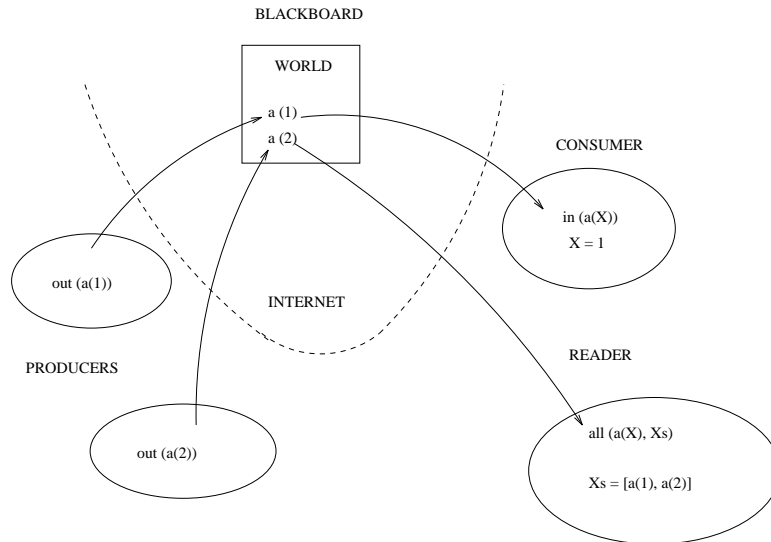 BLACKBOARD
WORLD
a (1)
a (2)
CONSUMER
in (a(X))
X = 1
out (a(1))
INTERNET
PRODUCERS
READER
out (a(2))
all (a(X), Xs)
Xs = [a(1), a(2)]